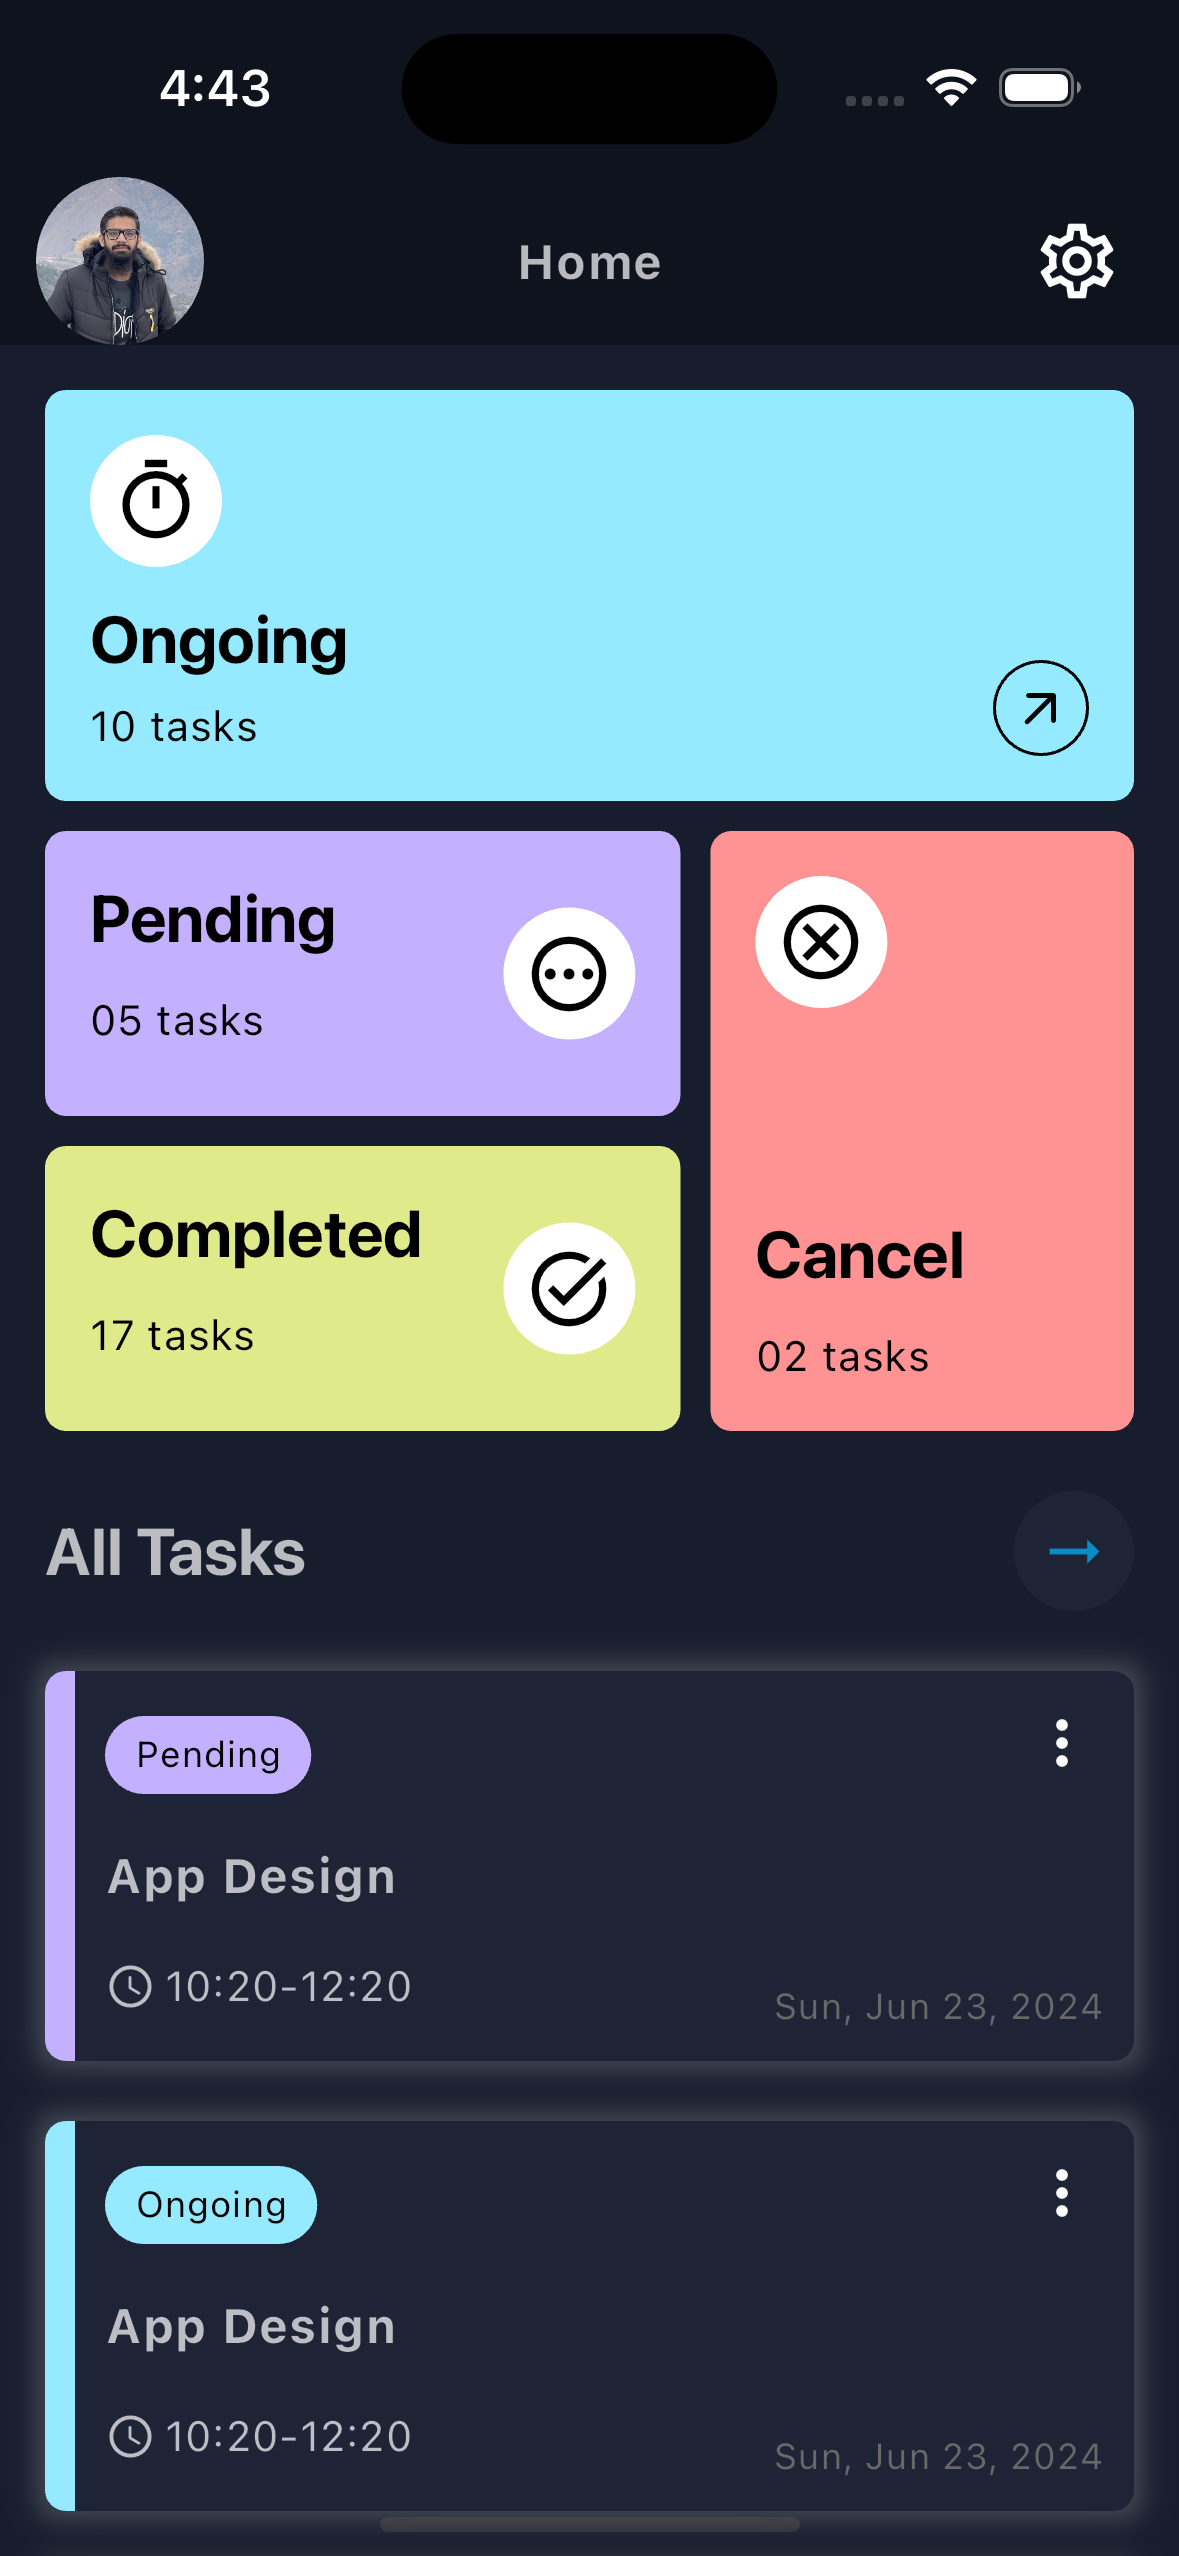 4:43
Home
Ongoing
10 tasks
Pending
05 tasks
Completed
17 tasks
Cancel
02 tasks
All Tasks
Pending
App Design
10:20-12:20
Sun, Jun 23, 2024
Ongoing
App Design
10:20-12:20
Sun, Jun 23, 2024